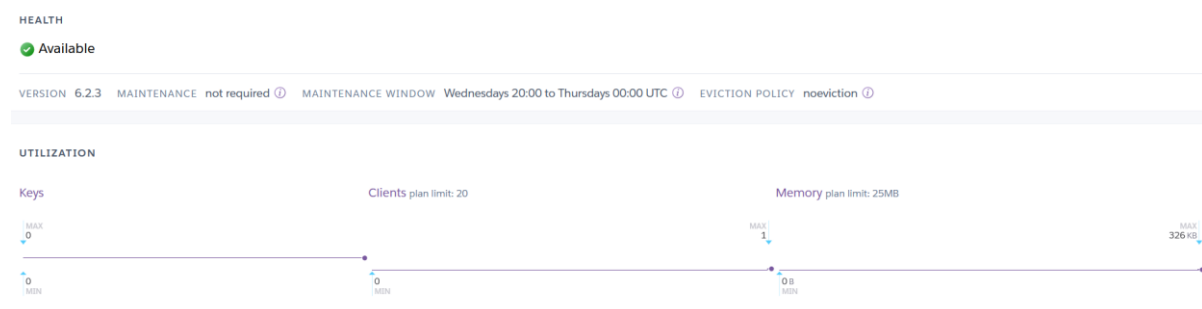 HEALTH
Available
VERSION 6.2.3 MAINTENANCE not required MAINTENANCE WINDOW Wednesdays 20:00 to Thursdays 00:00 UTC EVICTION POLICY noeviction
UTILIZATION
Keys Clients plan limit: 20 Memory plan limit: 25MB
MAX MAX MAX
0 1 326 KB
0 0 0 B
MIN MIN MIN